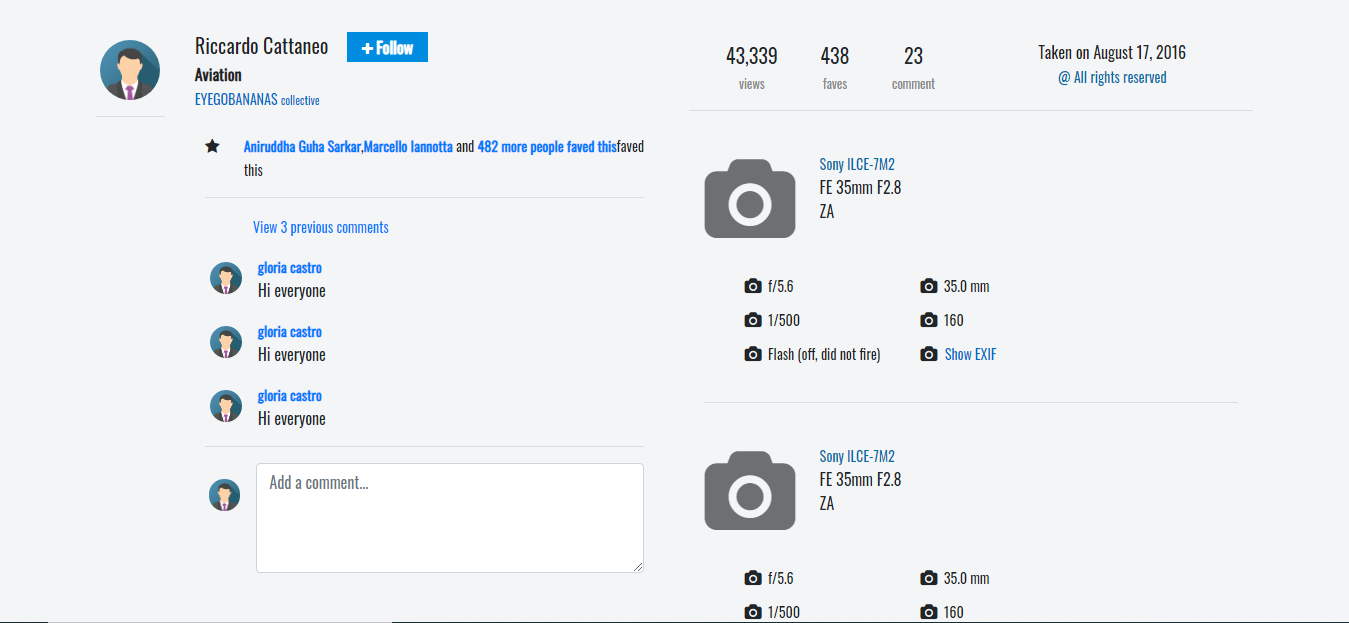 Riccardo Cattaneo
+ Follow
Aviation
EYEGOBANANAS collective
Aniruddha Guha Sarkar,Marcello Iannotta and 482 more people faved thisfaved
this
View 3 previous comments
gloria castro
Hi everyone
gloria castro
Hi everyone
gloria castro
Hi everyone
Add a comment...
43,339
views
438
faves
23
comment
Taken on August 17, 2016
@ All rights reserved
Sony ILCE-7M2
FE 35mm F2.8
ZA
f/5.6
35.0 mm
1/500
160
Flash (off, did not fire)
Show EXIF
Sony ILCE-7M2
FE 35mm F2.8
ZA
f/5.6
35.0 mm
1/500
160